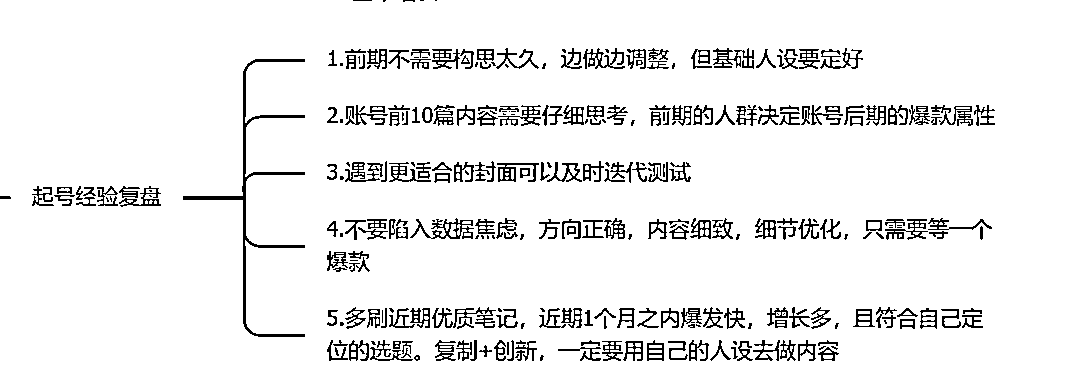 1.前期不需要构思太久，边做边调整，但基础人设要定好
2.账号前10篇内容需要仔细思考，前期的人群决定账号后期的爆款属性
3.遇到更适合的封面可以及时迭代测试
起号经验复盘
4.不要陷入数据焦虑，方向正确，内容细致，细节优化，只需要等一个
爆款
5.多刷近期优质笔记，近期1个月之内爆发快，增长多，且符合自己定
位的选题。复制+创新，一定要用自己的人设去做内容